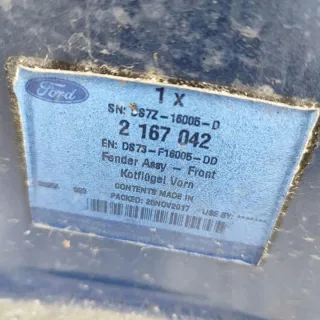 Ford
1 x
SN: DS7Z-16005-D
2 167 042
EN: DS73-F16005-DD
Fender Assy - Front
Kotflügel Vorn
CONTENTS MADE IN
PACKED: 20NOV2017 USE BY: